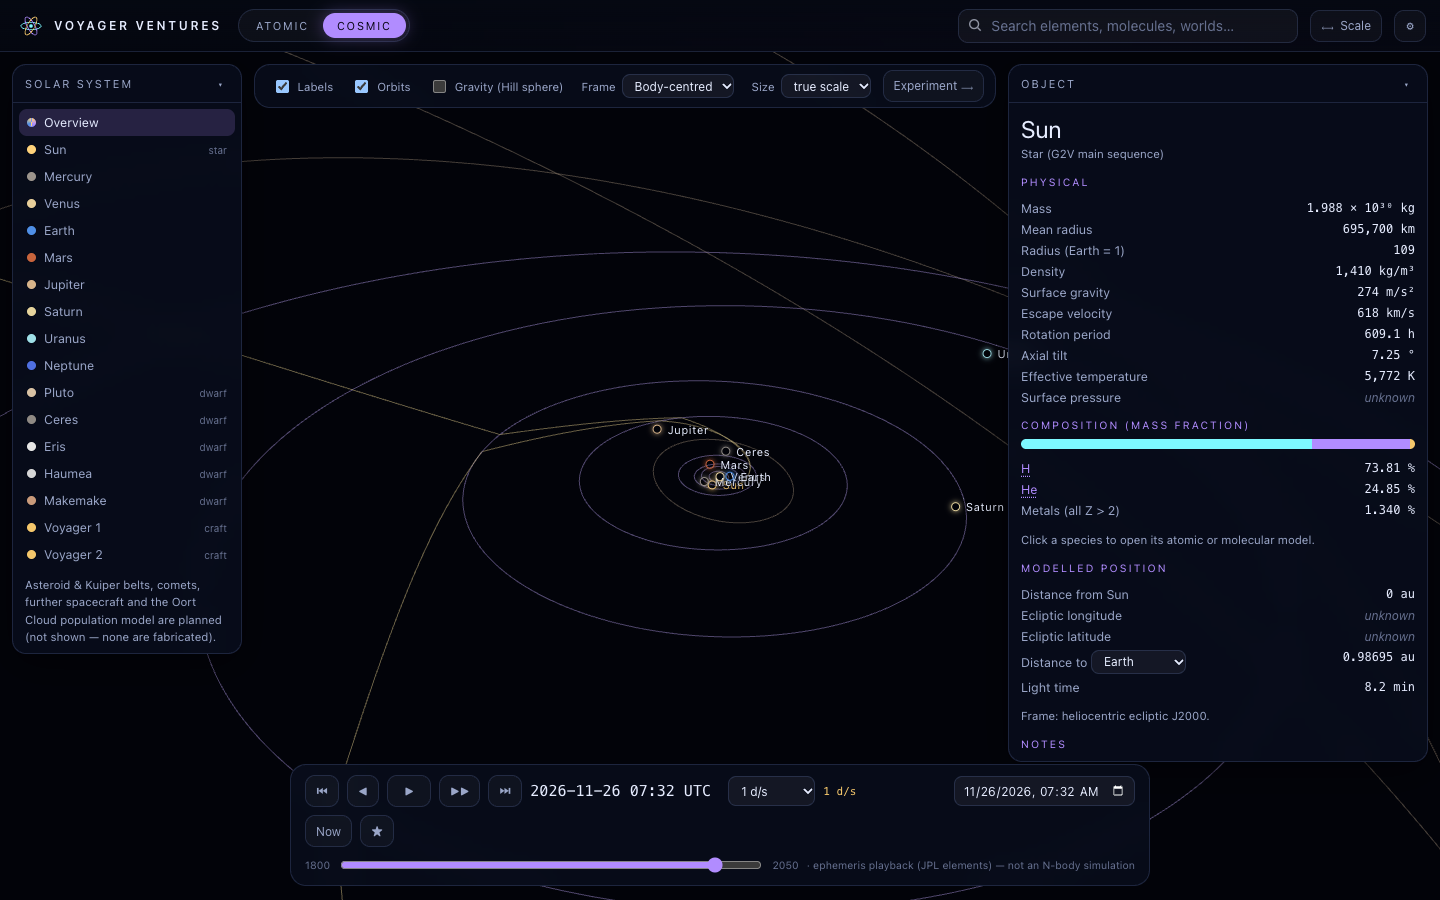 VOYAGER VENTURES
ATOMIC COSMIC
Search elements, molecules, worlds...
Scale
SOLAR SYSTEM
Overview
Sun star
Mercury
Venus
Earth
Mars
Jupiter
Saturn
Uranus
Neptune
Pluto dwarf
Ceres dwarf
Eris dwarf
Haumea dwarf
Makemake dwarf
Voyager 1 craft
Voyager 2 craft
Asteroid & Kuiper belts, comets,
further spacecraft and the Oort
Cloud population model are planned
(not shown — none are fabricated).
Labels Orbits Gravity (Hill sphere) Frame Body-centred Size true scale Experiment
Jupiter
Ceres
Mars
Venus
Earth
Mercury
Sun
Saturn
OBJECT
Sun
Star (G2V main sequence)
PHYSICAL
Mass 1.988 × 10³⁰ kg
Mean radius 695,700 km
Radius (Earth = 1) 109
Density 1,410 kg/m³
Surface gravity 274 m/s²
Escape velocity 618 km/s
Rotation period 609.1 h
Axial tilt 7.25 °
Effective temperature 5,772 K
Surface pressure unknown
COMPOSITION (MASS FRACTION)
H 73.81 %
He 24.85 %
Metals (all Z > 2) 1.340 %
Click a species to open its atomic or molecular model.
MODELLED POSITION
Distance from Sun 0 au
Ecliptic longitude unknown
Ecliptic latitude unknown
Distance to Earth 0.98695 au
Light time 8.2 min
Frame: heliocentric ecliptic J2000.
NOTES
2026-11-26 07:32 UTC 1 d/s 1 d/s 11/26/2026, 07:32 AM
Now
1800 2050 · ephemeris playback (JPL elements) — not an N-body simulation